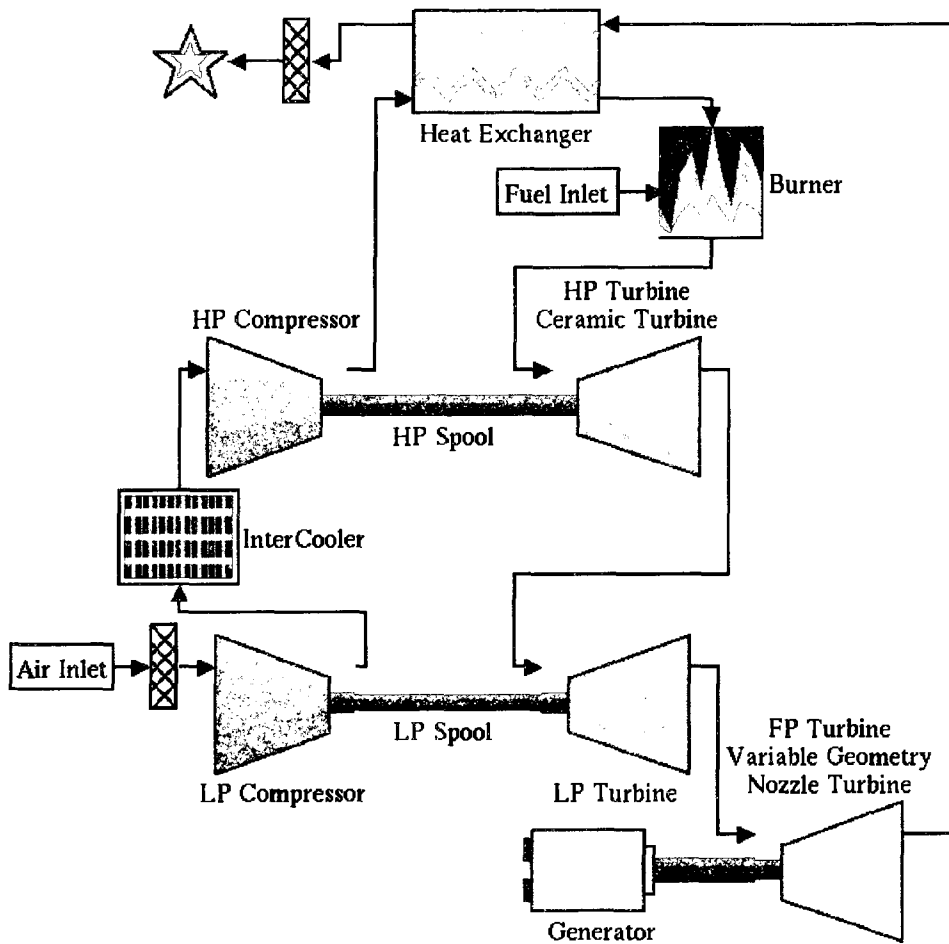 Heat Exchanger
Fuel Inlet
Burner
HP Turbine
Ceramic Turbine
HP Compressor
HP Spool
InterCooler
Air Inlet
LP Spool
LP Compressor
LP Turbine
FP Turbine
Variable Geometry
Nozzle Turbine
Generator